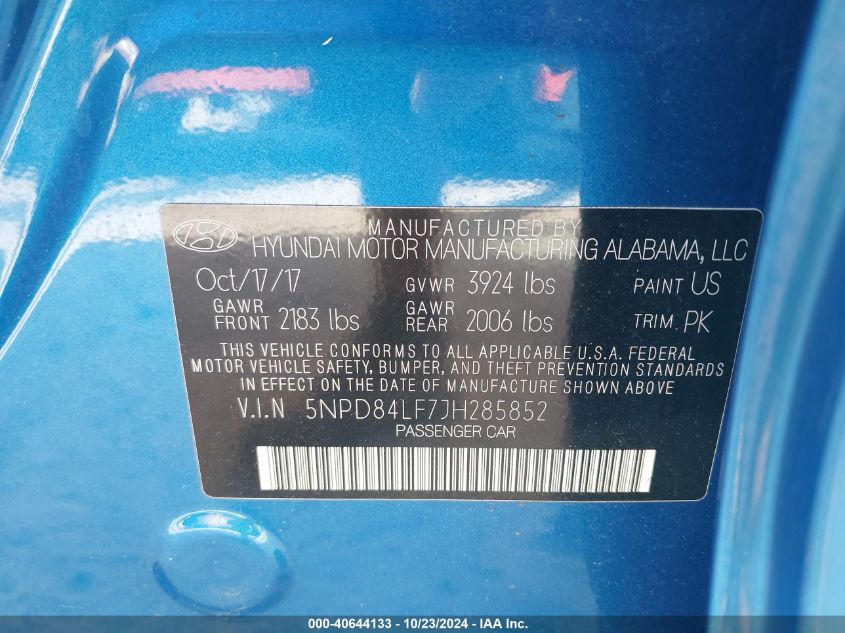 MANUFACTURED BY
HYUNDAI MOTOR MANUFACTURING ALABAMA, LLC
Oct/17/17 GVWR 3924 lbs PAINT US
GAWR FRONT 2183 lbs GAWR REAR 2006 lbs TRIM. PK
THIS VEHICLE CONFORMS TO ALL APPLICABLE U.S.A. FEDERAL
MOTOR VEHICLE SAFETY, BUMPER, AND THEFT PREVENTION STANDARDS
IN EFFECT ON THE DATE OF MANUFACTURE SHOWN ABOVE
V.I.N 5NPD84LF7JH285852
PASSENGER CAR
000-40644133 - 10/23/2024 - IAA Inc.